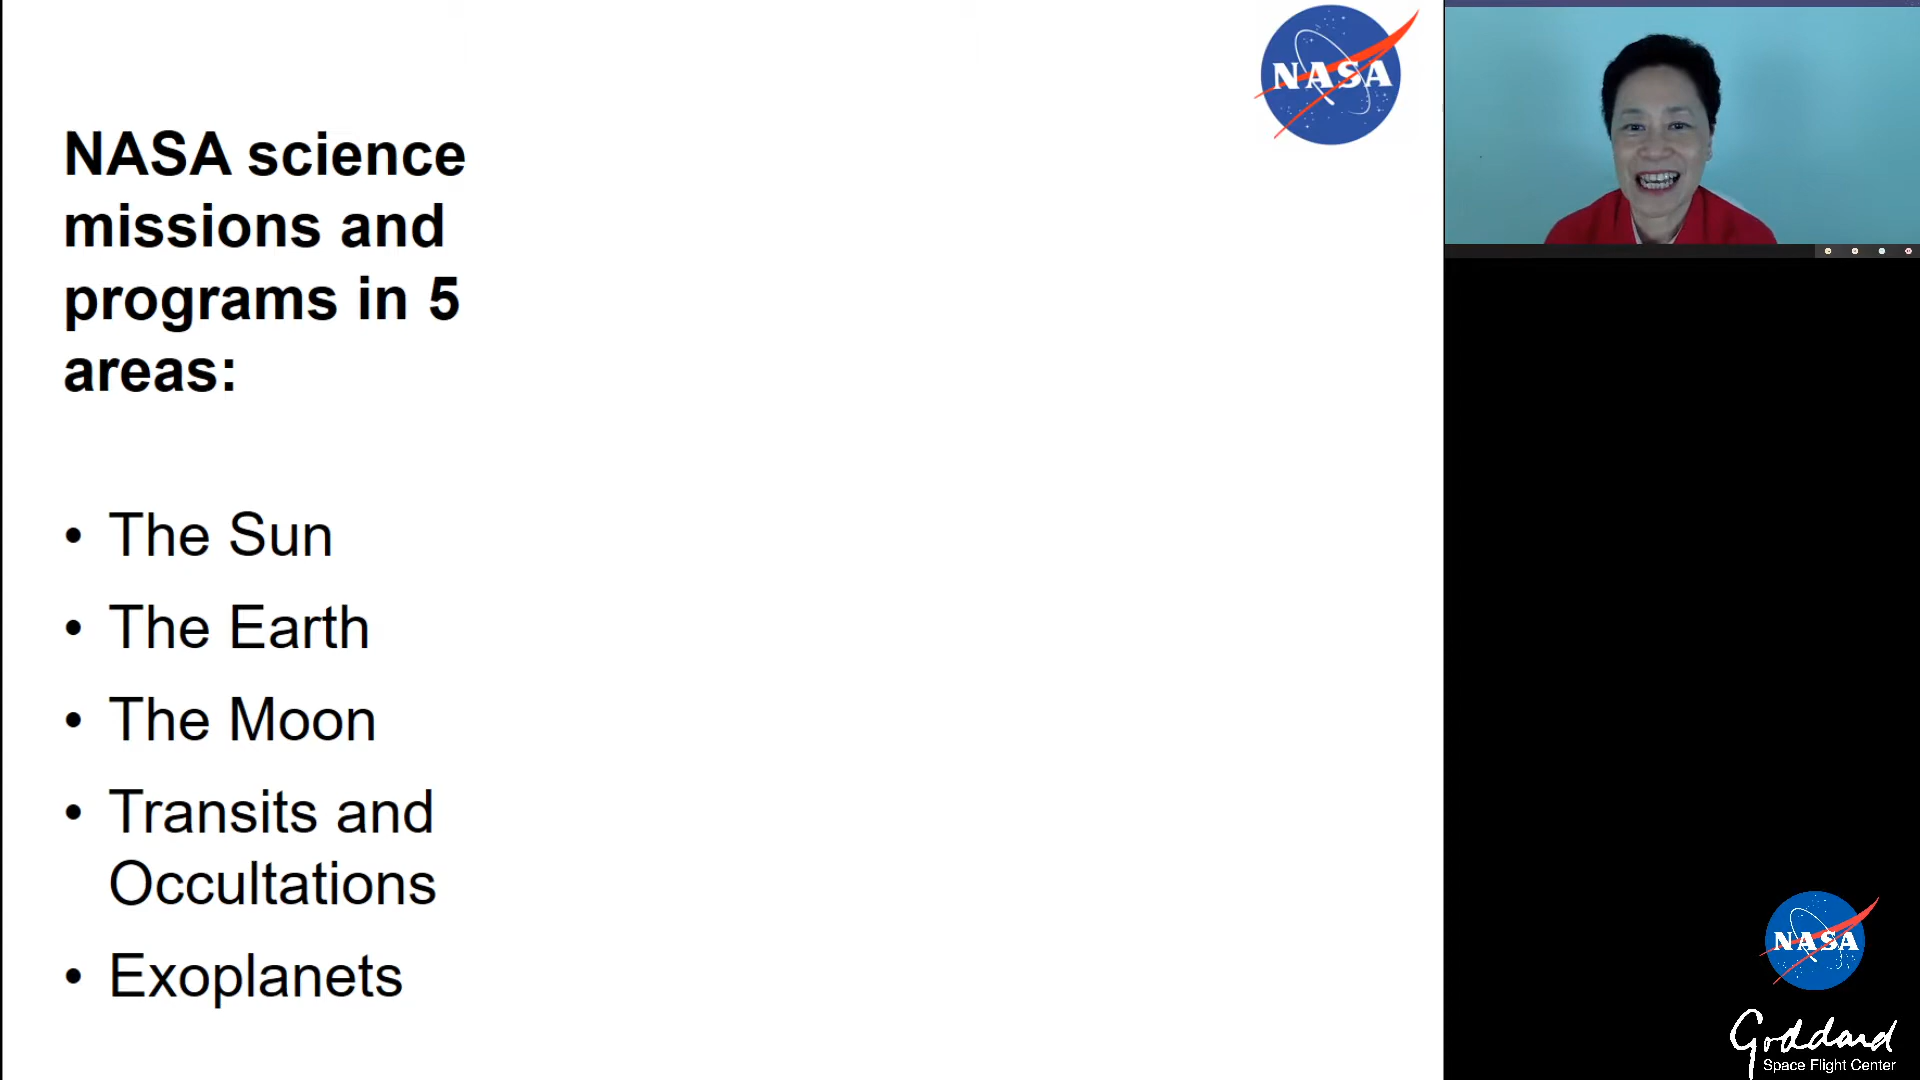 NASA
NASA science
missions and
programs in 5
areas:
• The Sun
• The Earth
• The Moon
• Transits and
Occultations
• Exoplanets
NASA
Goddard
Space Flight Center